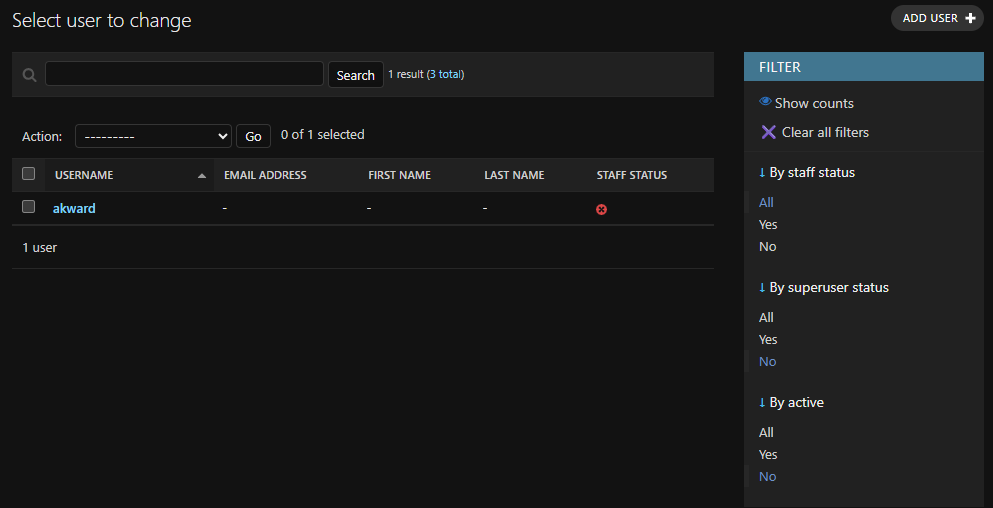 Select user to change
ADD USER
Search 1 result (3 total)
Action: --------- Go 0 of 1 selected
USERNAME EMAIL ADDRESS FIRST NAME LAST NAME STAFF STATUS
akward - - -
1 user
FILTER
Show counts
Clear all filters
↓ By staff status
All
Yes
No
↓ By superuser status
All
Yes
No
↓ By active
All
Yes
No